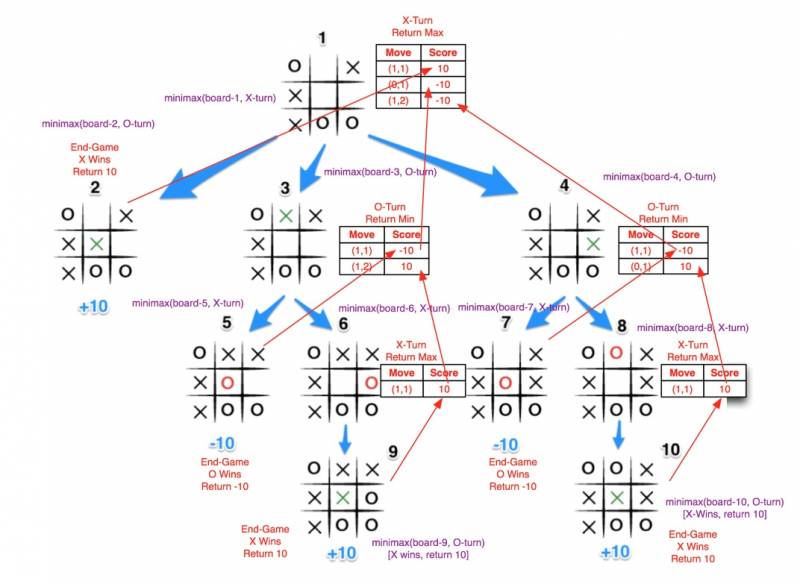 X-Turn
Return Max
1
Move Score
(1,1) 10
(0,1) -10
(1,2) -10
O X
X
X O O
minimax(board-1, X-turn)
minimax(board-2, O-turn)
End-Game
X Wins
Return 10
2
O X
X X
X O O
+10
minimax(board-3, O-turn)
3
O X X
X
X O O
O-Turn
Return Min
Move Score
(1,1) -10
(1,2) 10
minimax(board-4, O-turn)
4
O X
X X
X O O
O-Turn
Return Min
Move Score
(1,1) -10
(0,1) 10
minimax(board-5, X-turn)
5
O X X
X O
X O O
-10
End-Game
O Wins
Return -10
minimax(board-6, X-turn)
6
O X X
X O
X O O
X-Turn
Return Max
Move Score
(1,1) 10
minimax(board-7, X-turn)
7
O X
X O X
X O O
-10
End-Game
O Wins
Return -10
minimax(board-8, X-turn)
8
O O X
X X
X O O
X-Turn
Return Max
Move Score
(1,1) 10
9
O X X
X X O
X O O
End-Game
X Wins
Return 10
+10
minimax(board-9, O-turn)
[X wins, return 10]
10
O O X
X X X
X O O
+10
minimax(board-10, O-turn)
[X-Wins, return 10]
End-Game
X Wins
Return 10